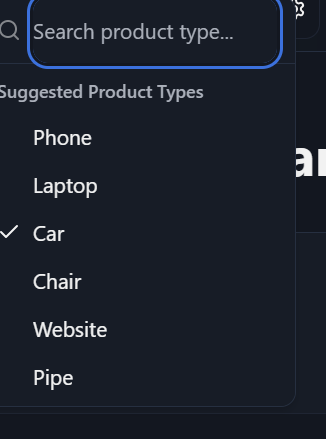 Search product type...
Suggested Product Types
Phone
Laptop
Car
Chair
Website
Pipe